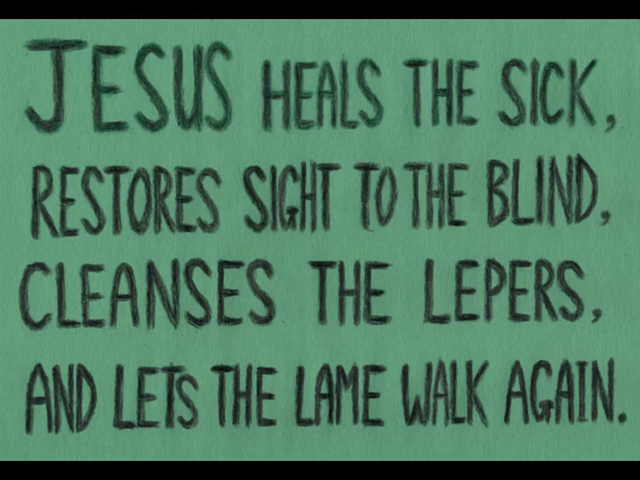 JESUS HEALS THE SICK,
RESTORES SIGHT TO THE BLIND,
CLEANSES THE LEPERS,
AND LETS THE LAME WALK AGAIN.